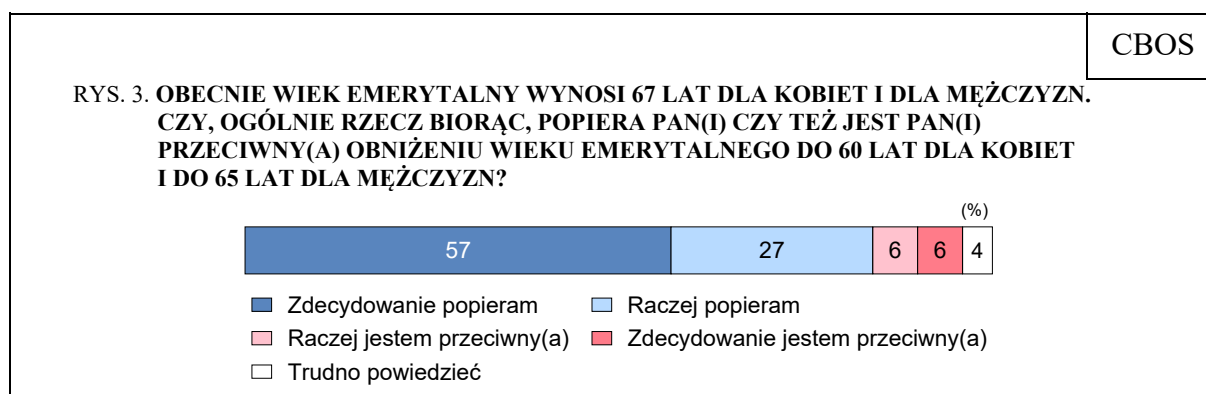 CBOS
RYS. 3. OBECNIE WIEK EMERYTALNY WYNOSI 67 LAT DLA KOBIET I DLA MĘŻCZYZN.
CZY, OGÓLNIE RZECZ BIORĄC, POPIERA PAN(I) CZY TEŻ JEST PAN(I)
PRZECIWNY(A) OBNIŻENIU WIEKU EMERYTALNEGO DO 60 LAT DLA KOBIET
I DO 65 LAT DLA MĘŻCZYZN?
(%)
57 27 6 6 4
Zdecydowanie popieram Raczej popieram
Raczej jestem przeciwny(a) Zdecydowanie jestem przeciwny(a)
Trudno powiedzieć